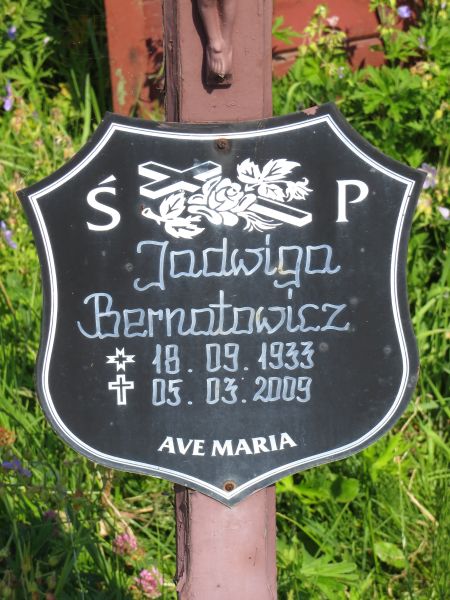 Ś P
Jadwiga
Bernatowicz
18.09.1933
05.03.2009
AVE MARIA